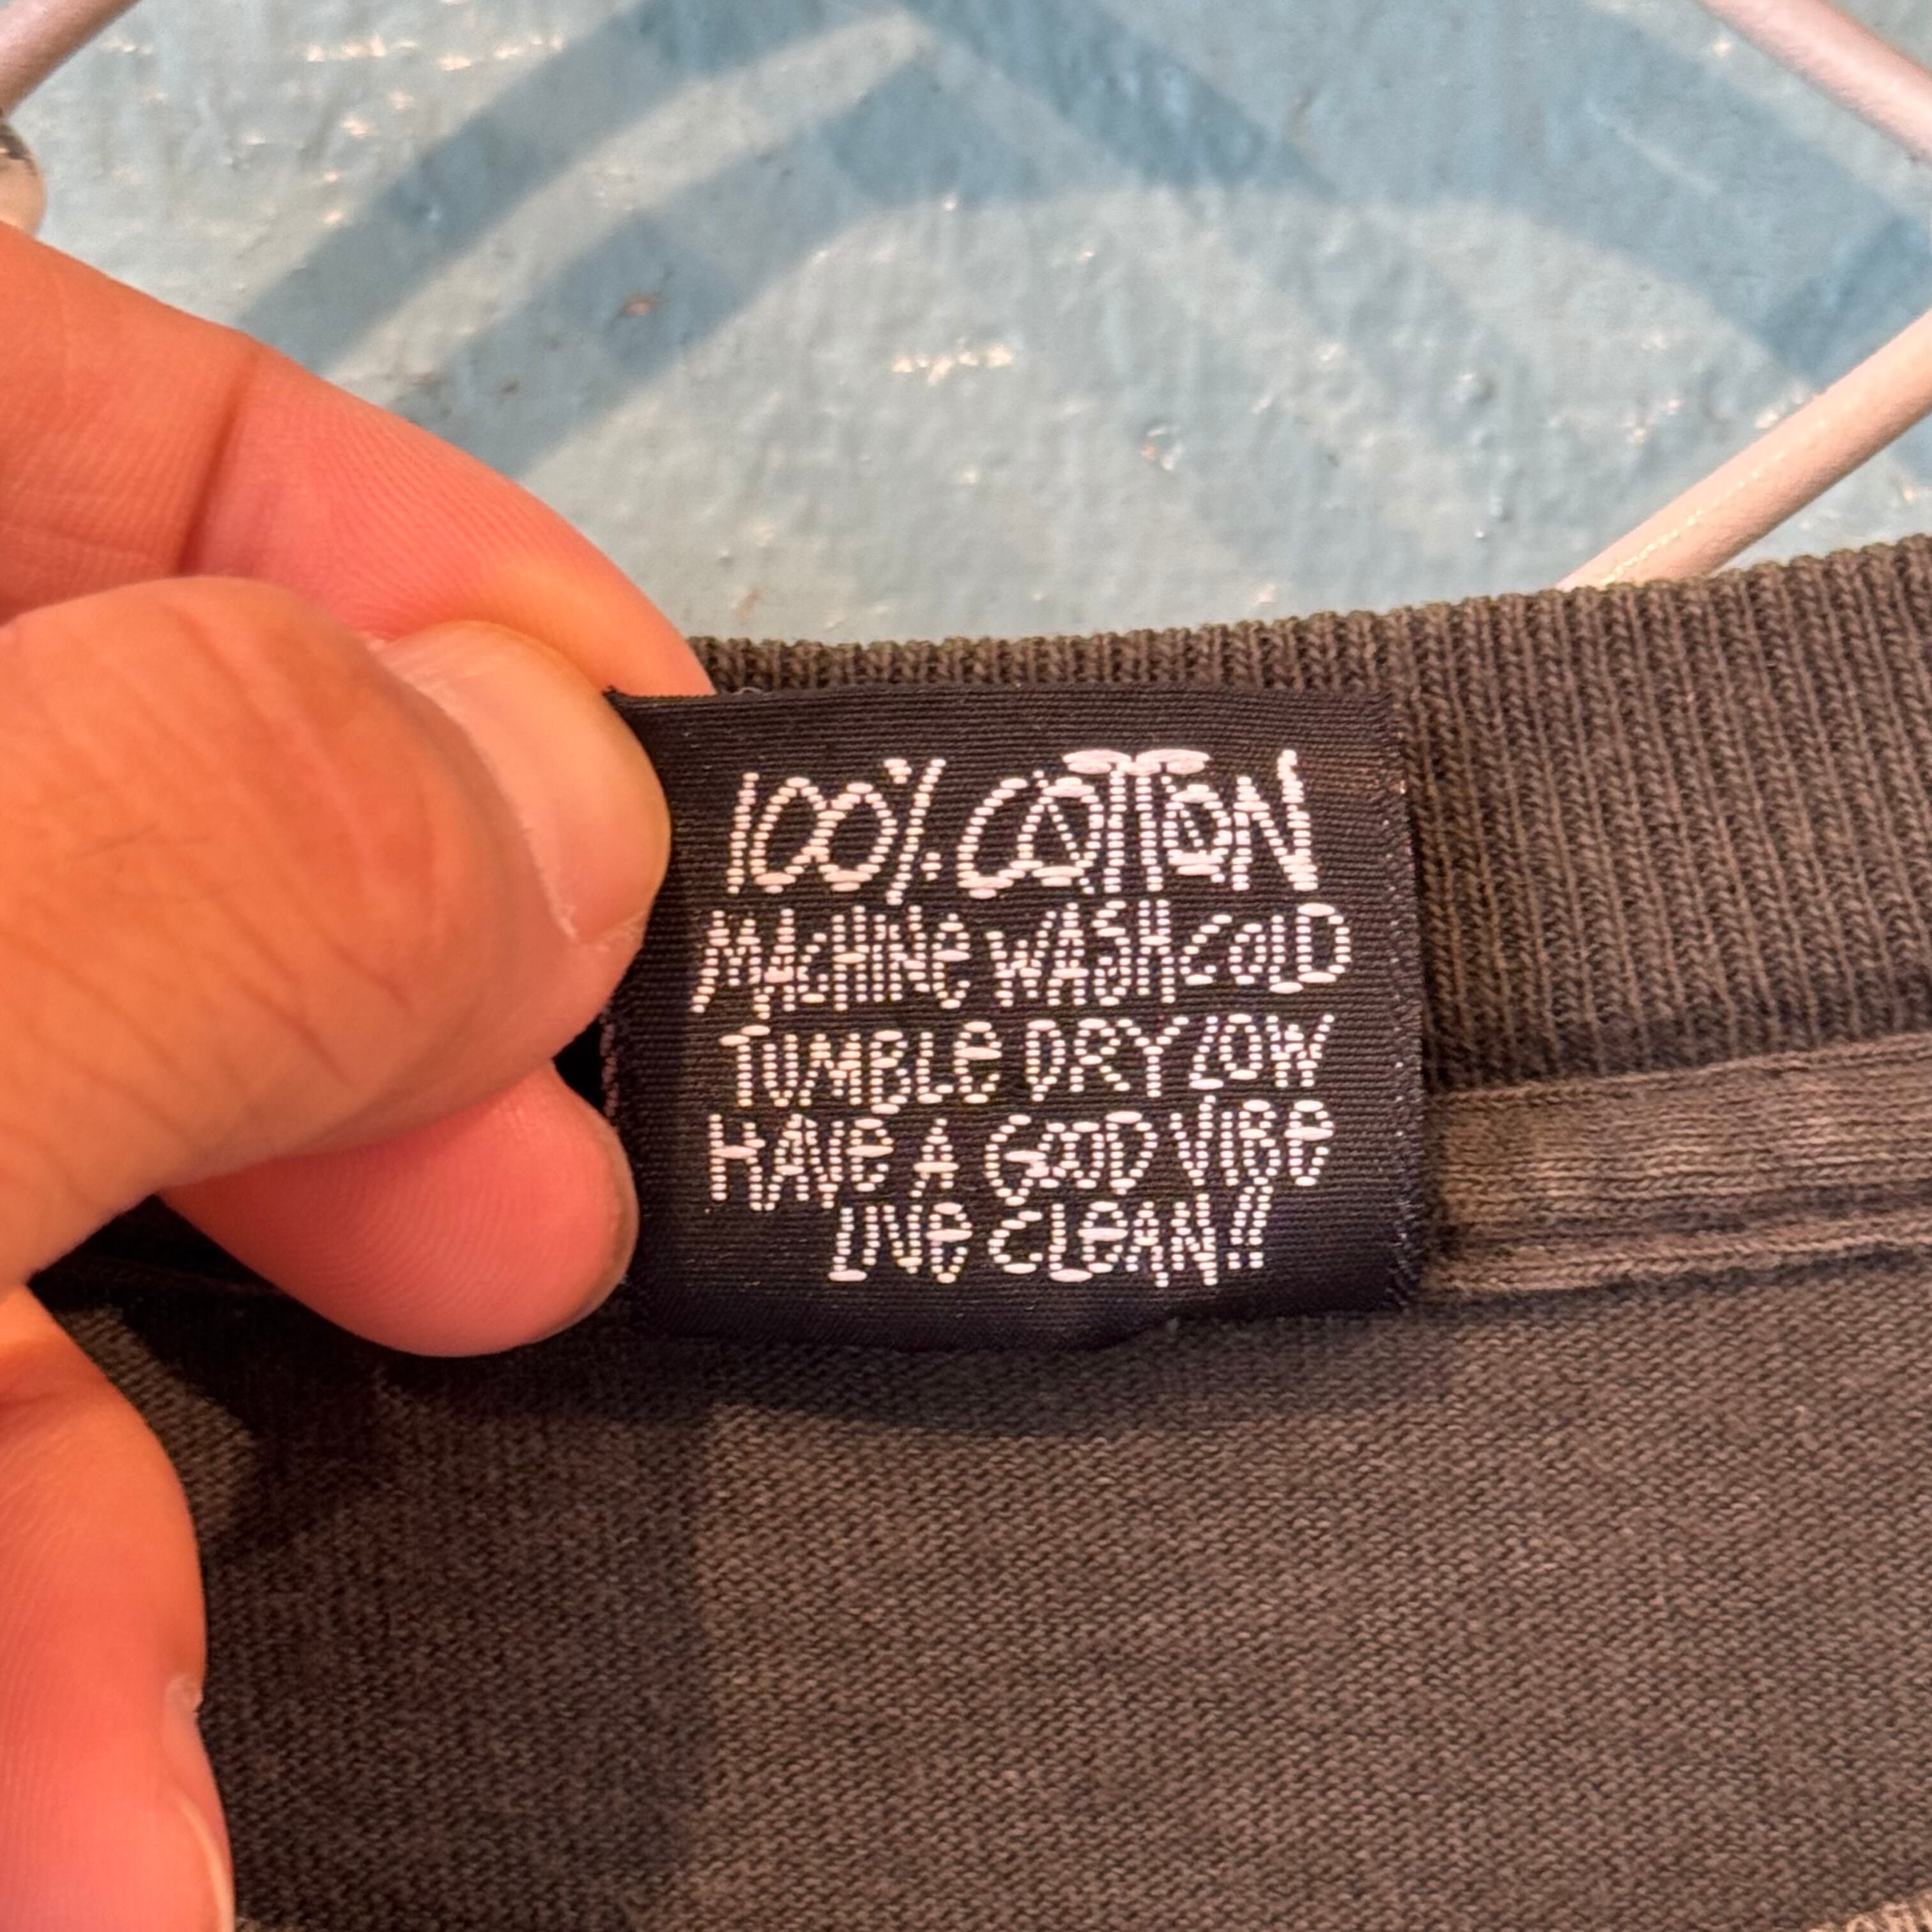 100% COTTON
MACHINE WASH COLD
TUMBLE DRY LOW
HAVE A GOOD VIBE
LIVE CLEAN!!